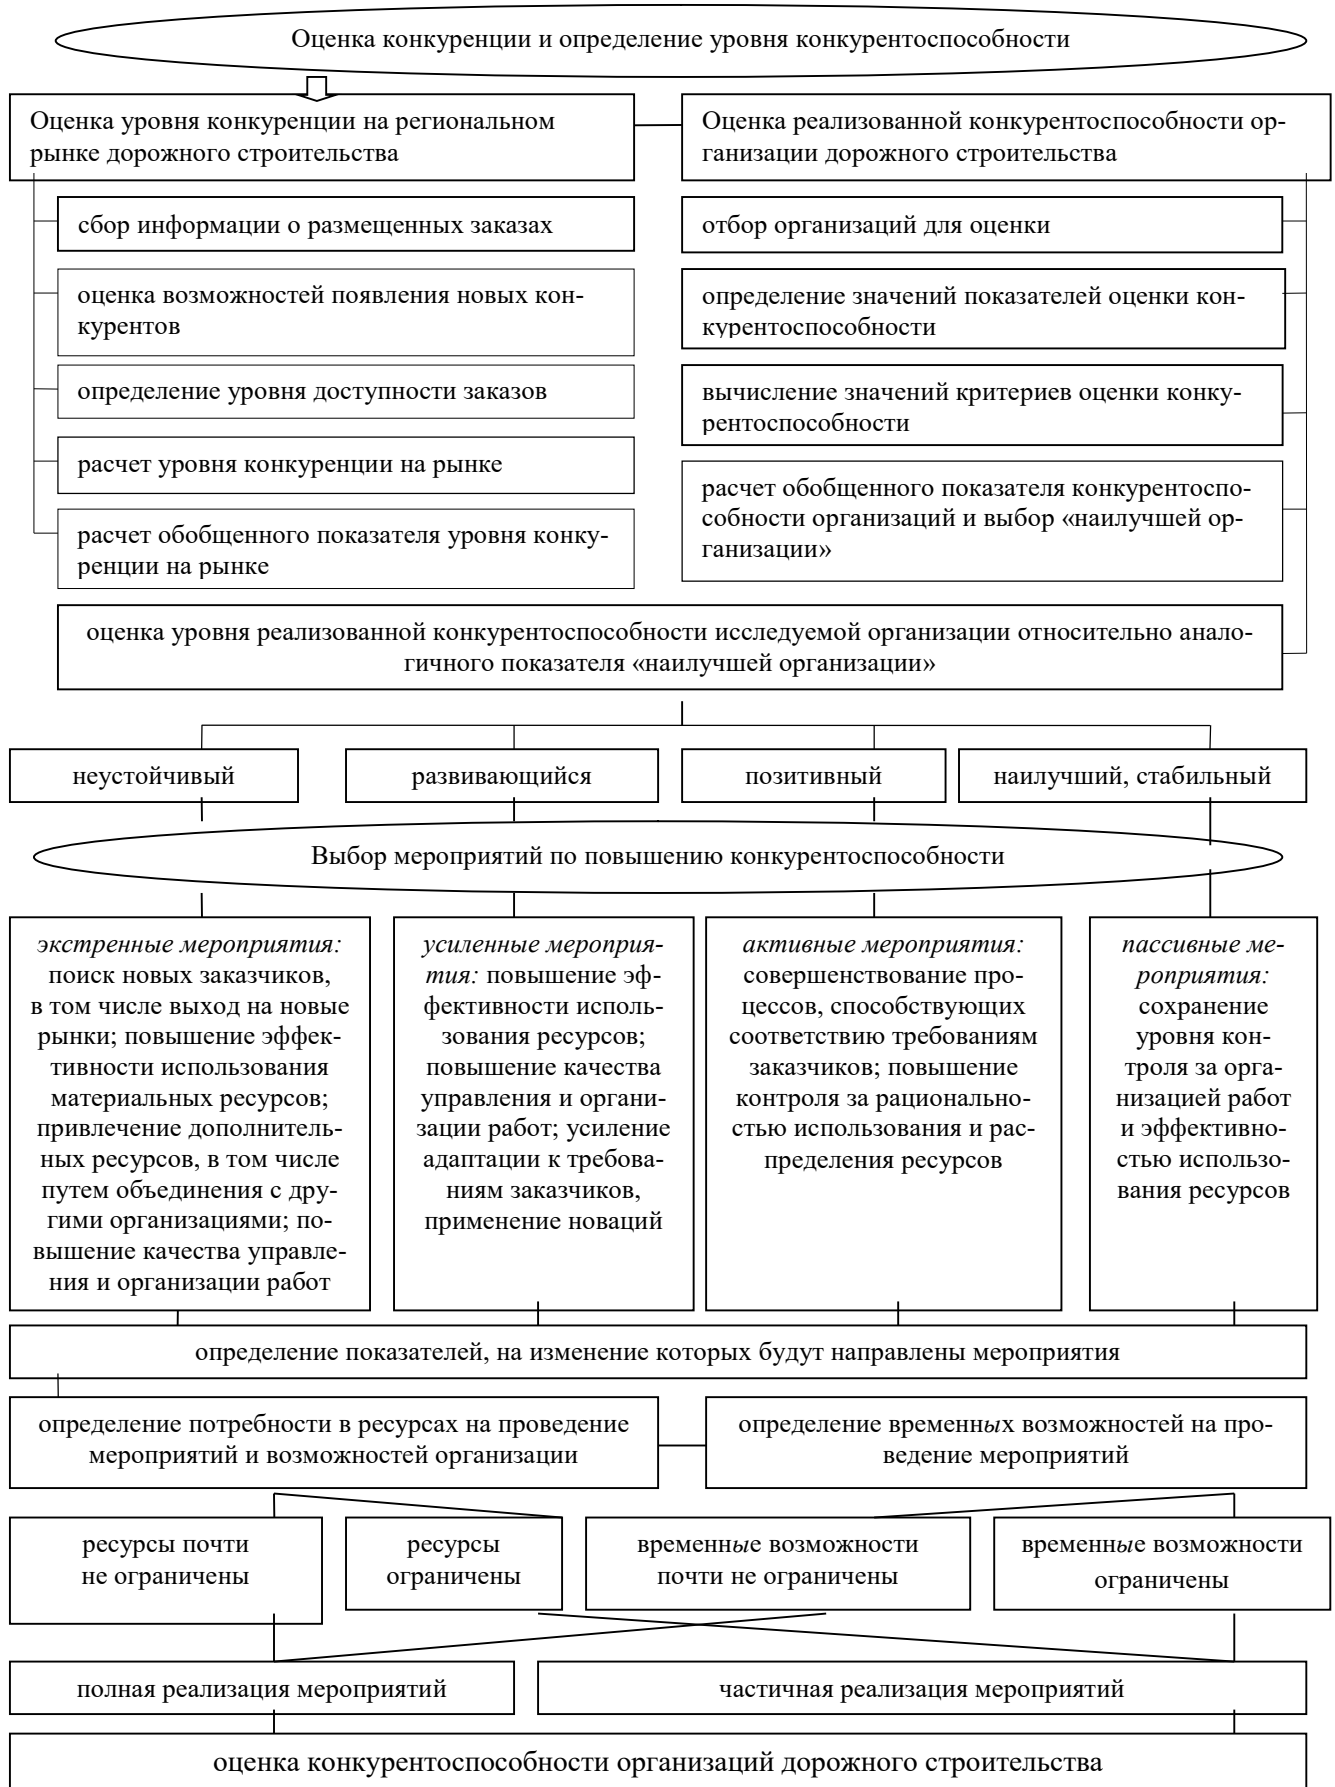 Оценка конкуренции и определение уровня конкурентоспособности
Оценка уровня конкуренции на региональном
рынке дорожного строительства
Оценка реализованной конкурентоспособности ор-
ганизации дорожного строительства
сбор информации о размещенных заказах
оценка возможностей появления новых кон-
курентов
определение уровня доступности заказов
расчет уровня конкуренции на рынке
расчет обобщенного показателя уровня конку-
ренции на рынке
отбор организаций для оценки
определение значений показателей оценки кон-
курентоспособности
вычисление значений критериев оценки конку-
рентоспособности
расчет обобщенного показателя конкурентоспо-
собности организаций и выбор «наилучшей ор-
ганизации»
оценка уровня реализованной конкурентоспособности исследуемой организации относительно анало-
гичного показателя «наилучшей организации»
неустойчивый
развивающийся
позитивный
наилучший, стабильный
Выбор мероприятий по повышению конкурентоспособности
экстренные мероприятия:
поиск новых заказчиков,
в том числе выход на новые
рынки; повышение эффек-
тивности использования
материальных ресурсов;
привлечение дополнитель-
ных ресурсов, в том числе
путем объединения с дру-
гими организациями; по-
вышение качества управле-
ния и организации работ
усиленные мероприя-
тия: повышение эф-
фективности исполь-
зования ресурсов;
повышение качества
управления и органи-
зации работ; усиление
адаптации к требова-
ниям заказчиков,
применение новаций
активные мероприятия:
совершенствование про-
цессов, способствующих
соответствию требованиям
заказчиков; повышение
контроля за рационально-
стью использования и рас-
пределения ресурсов
пассивные ме-
роприятия:
сохранение
уровня кон-
троля за орга-
низацией работ
и эффективно-
стью использо-
вания ресурсов
определение показателей, на изменение которых будут направлены мероприятия
определение потребности в ресурсах на проведение
мероприятий и возможностей организации
определение временных возможностей на про-
ведение мероприятий
ресурсы почти
не ограничены
ресурсы
ограничены
временные возможности
почти не ограничены
временные возможности
ограничены
полная реализация мероприятий
частичная реализация мероприятий
оценка конкурентоспособности организаций дорожного строительства